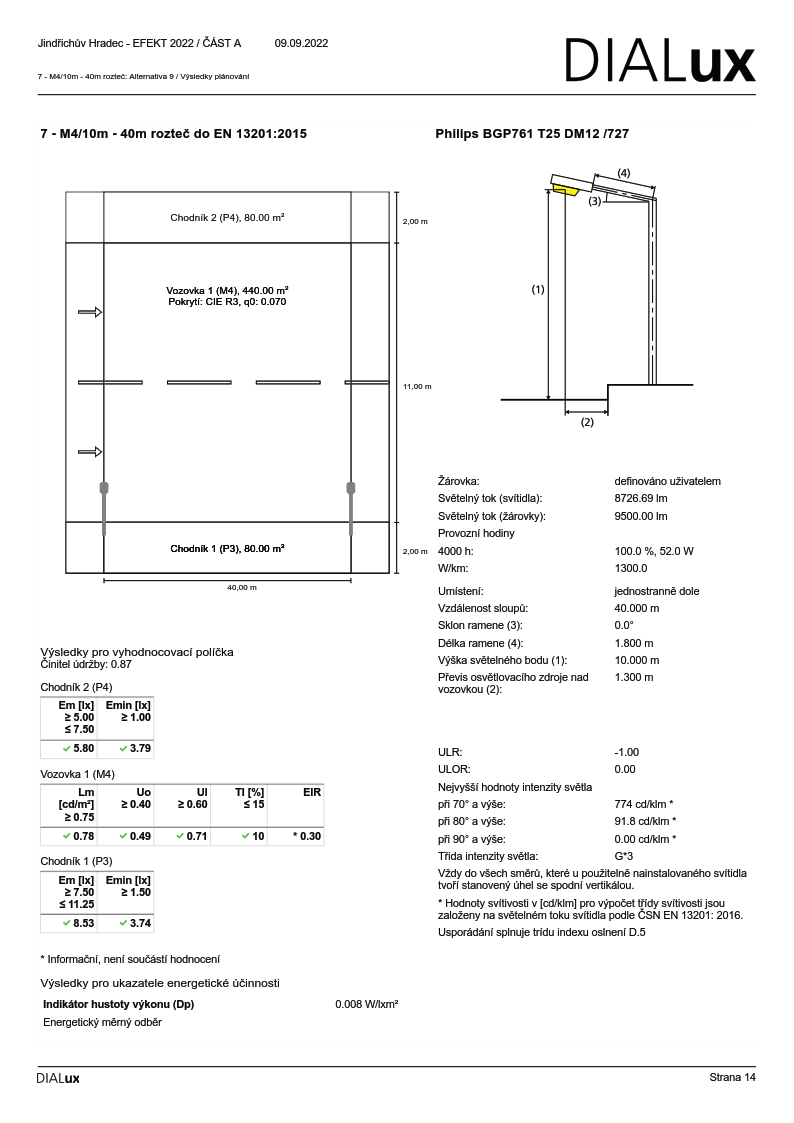 Jindřichův Hradec - EFEKT 2022 / ČÁST A 09.09.2022
DIALux
7 - M4/10m - 40m rozteč: Alternativa 9 / Výsledky plánování
7 - M4/10m - 40m rozteč do EN 13201:2015
Chodník 2 (P4), 80.00 m²
2,00 m
Vozovka 1 (M4), 440.00 m²
Pokrytí: CIE R3, q0: 0.070
11,00 m
Chodník 1 (P3), 80.00 m²
2,00 m
40,00 m
Výsledky pro vyhodnocovací políčka
Činitel údržby: 0.87
Chodník 2 (P4)
Em [lx] Emin [lx]
≥ 5.00 ≥ 1.00
≤ 7.50
5.80 3.79
Vozovka 1 (M4)
Lm Uo Ul TI [%] EIR
[cd/m²] ≥ 0.40 ≥ 0.60 ≤ 15
≥ 0.75
0.78 0.49 0.71 10 * 0.30
Chodník 1 (P3)
Em [lx] Emin [lx]
≥ 7.50 ≥ 1.50
≤ 11.25
8.53 3.74
* Informační, není součástí hodnocení
Výsledky pro ukazatele energetické účinnosti
Indikátor hustoty výkonu (Dp) 0.008 W/lxm²
Energetický měrný odběr
Philips BGP761 T25 DM12 /727
(4)
(3)
(1)
(2)
Žárovka: definováno uživatelem
Světelný tok (svítidla): 8726.69 lm
Světelný tok (žárovky): 9500.00 lm
Provozní hodiny
4000 h: 100.0 %, 52.0 W
W/km: 1300.0
Umístení: jednostranně dole
Vzdálenost sloupů: 40.000 m
Sklon ramene (3): 0.0°
Délka ramene (4): 1.800 m
Výška světelného bodu (1): 10.000 m
Převis osvětlovacího zdroje nad 1.300 m
vozovkou (2):
ULR: -1.00
ULOR: 0.00
Nejvyšší hodnoty intenzity světla
při 70° a výše: 774 cd/klm *
při 80° a výše: 91.8 cd/klm *
při 90° a výše: 0.00 cd/klm *
Třida intenzity světla: G*3
Vždy do všech směrů, které u použitelně nainstalovaného svítidla
tvoří stanovený úhel se spodní vertikálou.
* Hodnoty svítivosti v [cd/klm] pro výpočet třídy svítivosti jsou
založeny na světelném toku svítidla podle ČSN EN 13201: 2016.
Usporádání splnuje trídu indexu oslnení D.5
DIALux
Strana 14